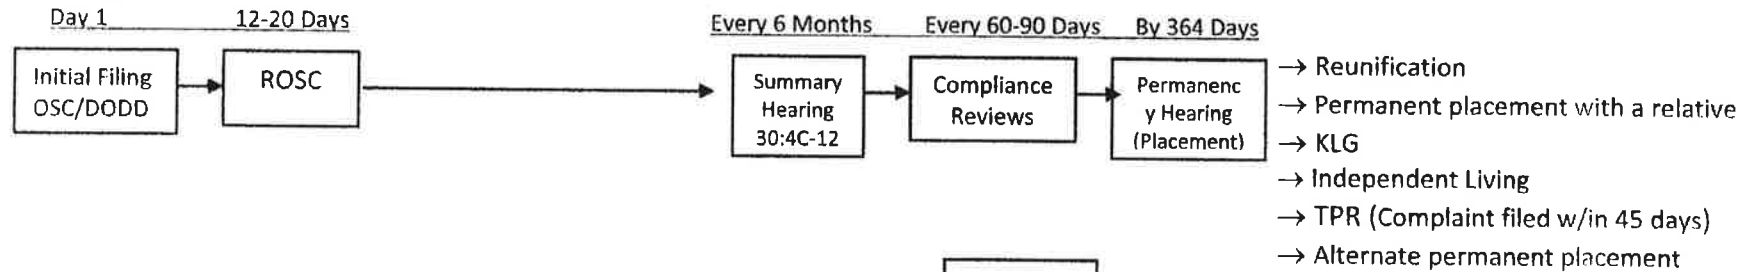 Day 1
12-20 Days
Every 6 Months
Every 60-90 Days
By 364 Days
Initial Filing
OSC/DODD
ROSC
Summary
Hearing
30:4C-12
Compliance
Reviews
Permanenc
y Hearing
(Placement)
→ Reunification
→ Permanent placement with a relative
→ KLG
→ Independent Living
→ TPR (Complaint filed w/in 45 days)
→ Alternate permanent placement